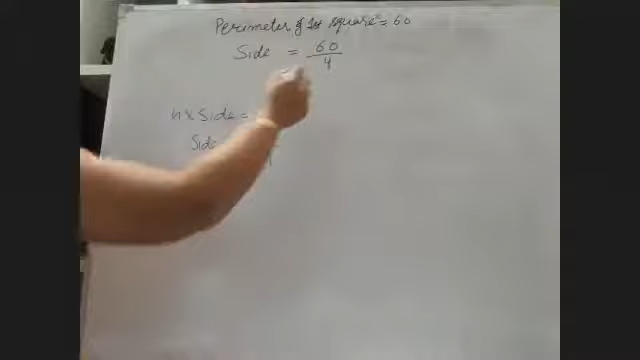 Perimeter of 1st square = 60
Side = 60/4
4 x Side =
Side